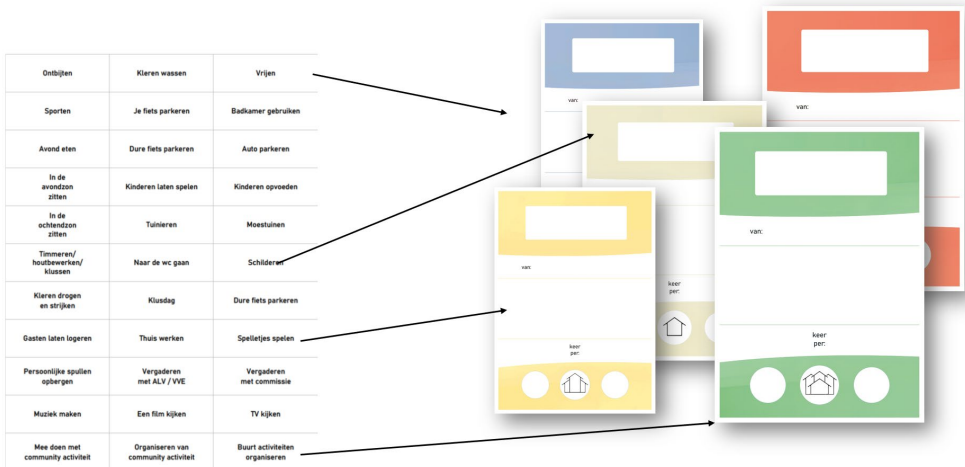 Ontbijten
Kleren wassen
Vrijen
Sporten
Je fiets parkeren
Badkamer gebruiken
Avond eten
Dure fiets parkeren
Auto parkeren
In de
avondzon
zitten
Kinderen laten spelen
Kinderen opvoeden
In de
ochtendzon
zitten
Tuinieren
Moestuinen
Timmeren/
houtbewerken/
klussen
Naar de wc gaan
Schilderen
Kleren drogen
en strijken
Klusdag
Dure fiets parkeren
Gasten laten logeren
Thuis werken
Spelletjes spelen
Persoonlijke spullen
opbergen
Vergaderen
met ALV / VVE
Vergaderen
met commissie
Muziek maken
Een film kijken
TV kijken
Mee doen met
community activiteit
Organiseren van
community activiteit
Buurt activiteiten
organiseren
van:
van:
keer
per:
van:
keer
per:
van:
keer
per: